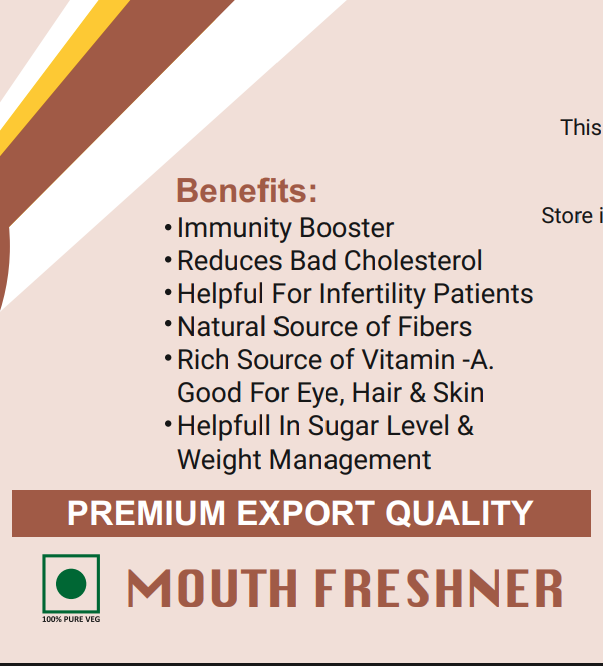 This
Store i
Benefits:
• Immunity Booster
• Reduces Bad Cholesterol
• Helpful For Infertility Patients
• Natural Source of Fibers
• Rich Source of Vitamin -A.
Good For Eye, Hair & Skin
• Helpfull In Sugar Level &
Weight Management
PREMIUM EXPORT QUALITY
100% PURE VEG
MOUTH FRESHNER